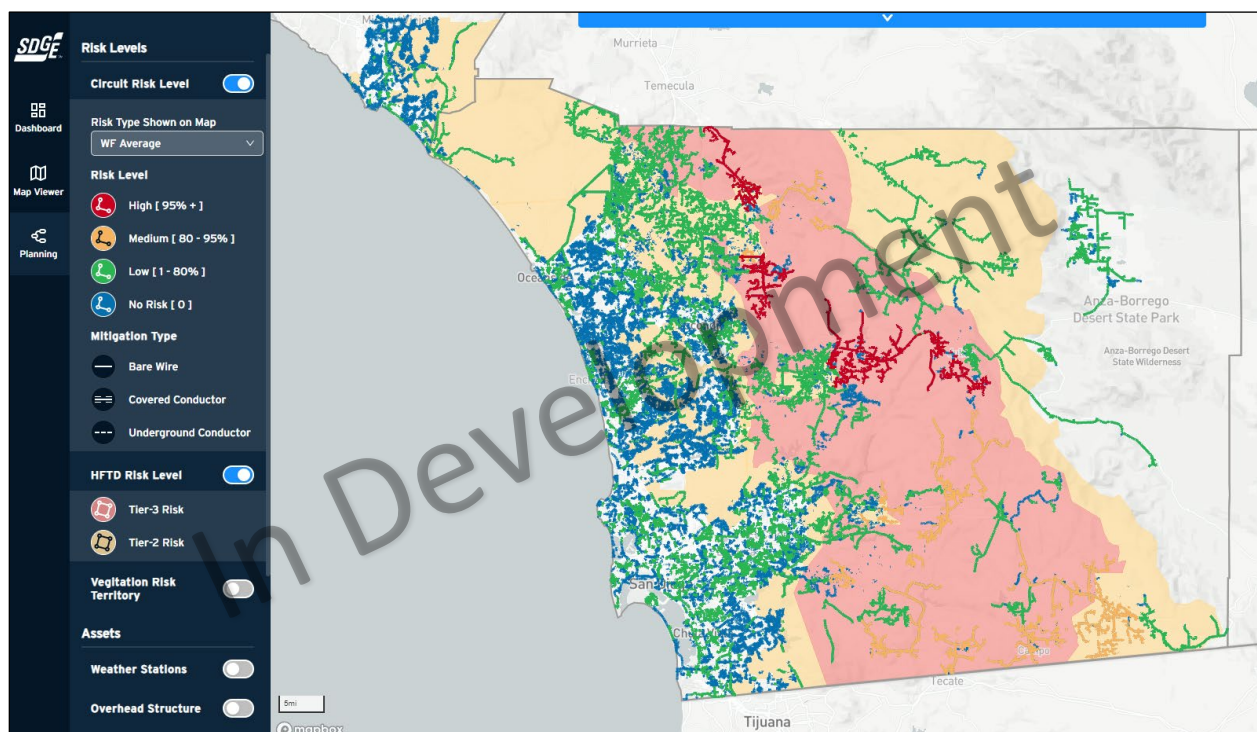 SDGE
Dashboard
Map Viewer
Planning
Risk Levels
Circuit Risk Level
Risk Type Shown on Map
WF Average
Risk Level
High [ 95% + ]
Medium [ 80 - 95% ]
Low [ 1 - 80% ]
No Risk [ 0 ]
Mitigation Type
Bare Wire
Covered Conductor
Underground Conductor
HFTD Risk Level
Tier-3 Risk
Tier-2 Risk
Vegitation Risk
Territory
Assets
Weather Stations
Overhead Structure
Murrieta
Temecula
In Development
Anza-Borrego
Desert State Park
Anza-Borrego Desert
State Wilderness
Tecate
Tijuana
5mi
mapbox